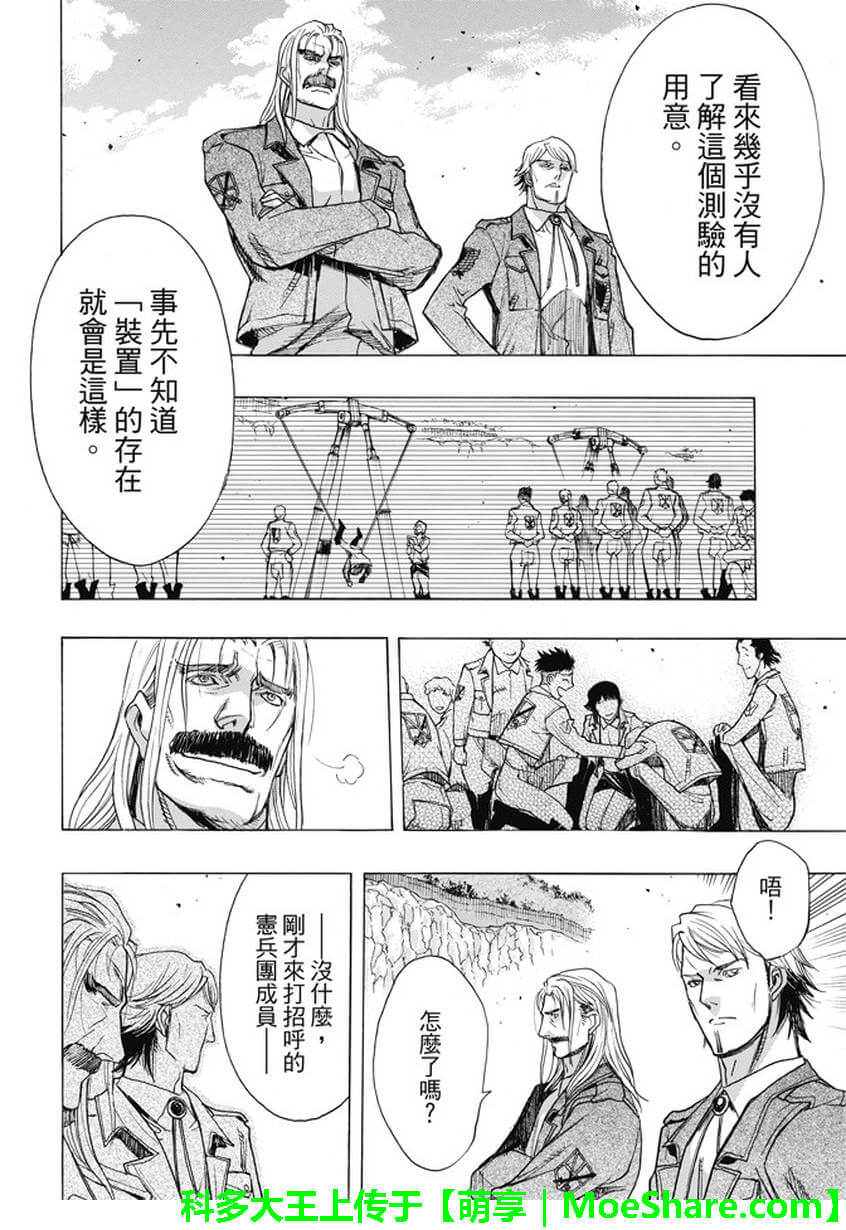 看來幾乎沒有人
了解這個測驗的
用意。
事先不知道
「裝置」的存在
就會是這樣。
唔！
怎麼了嗎？
──沒什麼，
剛才來打招呼的
憲兵團成員──
科多大王上传于【萌享｜MoeShare.com】